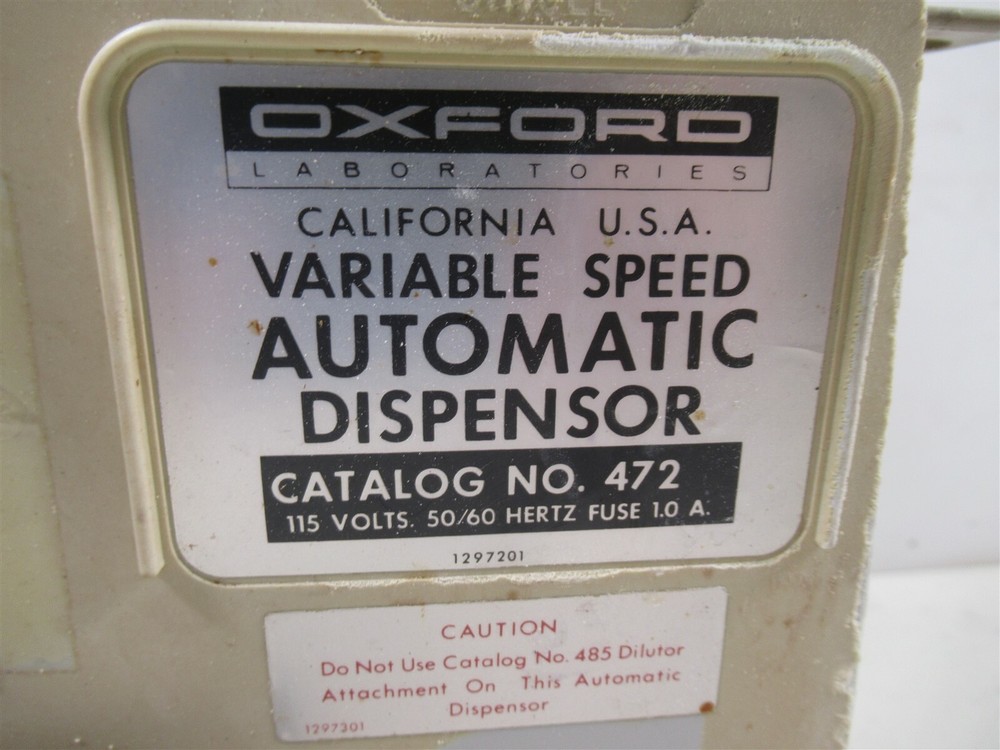 OXFORD
LABORATORIES
CALIFORNIA U.S.A.
VARIABLE SPEED
AUTOMATIC
DISPENSOR
CATALOG NO. 472
115 VOLTS. 50/60 HERTZ FUSE 1.0 A.
1297201
CAUTION
Do Not Use Catalog No. 485 Dilutor
Attachment On This Automatic
Dispensor
1297301